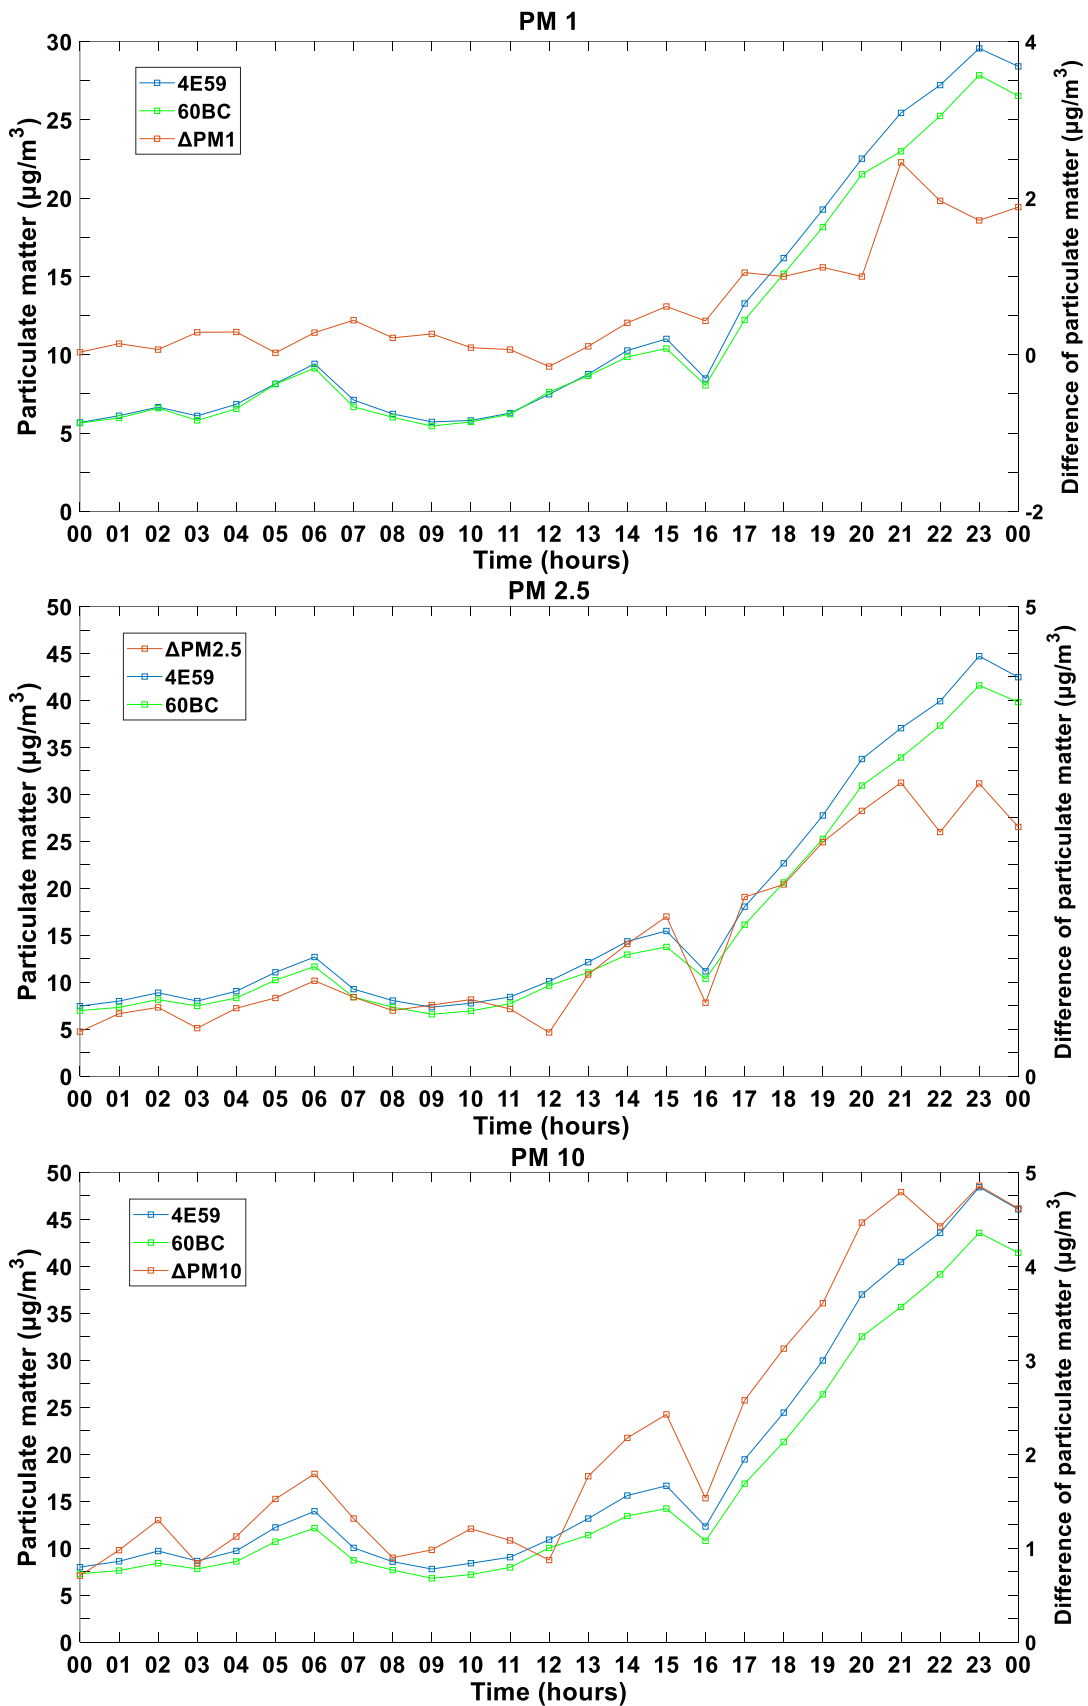 PM 1
30
25
20
15
10
5
0
Particulate matter (µg/m³)
4E59
60BC
ΔPM1
4
2
0
-2
Difference of particulate matter (µg/m³)
00 01 02 03 04 05 06 07 08 09 10 11 12 13 14 15 16 17 18 19 20 21 22 23 00
Time (hours)
PM 2.5
50
45
40
35
30
25
20
15
10
5
0
Particulate matter (µg/m³)
ΔPM2.5
4E59
60BC
5
0
Difference of particulate matter (µg/m³)
00 01 02 03 04 05 06 07 08 09 10 11 12 13 14 15 16 17 18 19 20 21 22 23 00
Time (hours)
PM 10
50
45
40
35
30
25
20
15
10
5
0
Particulate matter (µg/m³)
4E59
60BC
ΔPM10
5
4
3
2
1
0
Difference of particulate matter (µg/m³)
00 01 02 03 04 05 06 07 08 09 10 11 12 13 14 15 16 17 18 19 20 21 22 23 00
Time (hours)